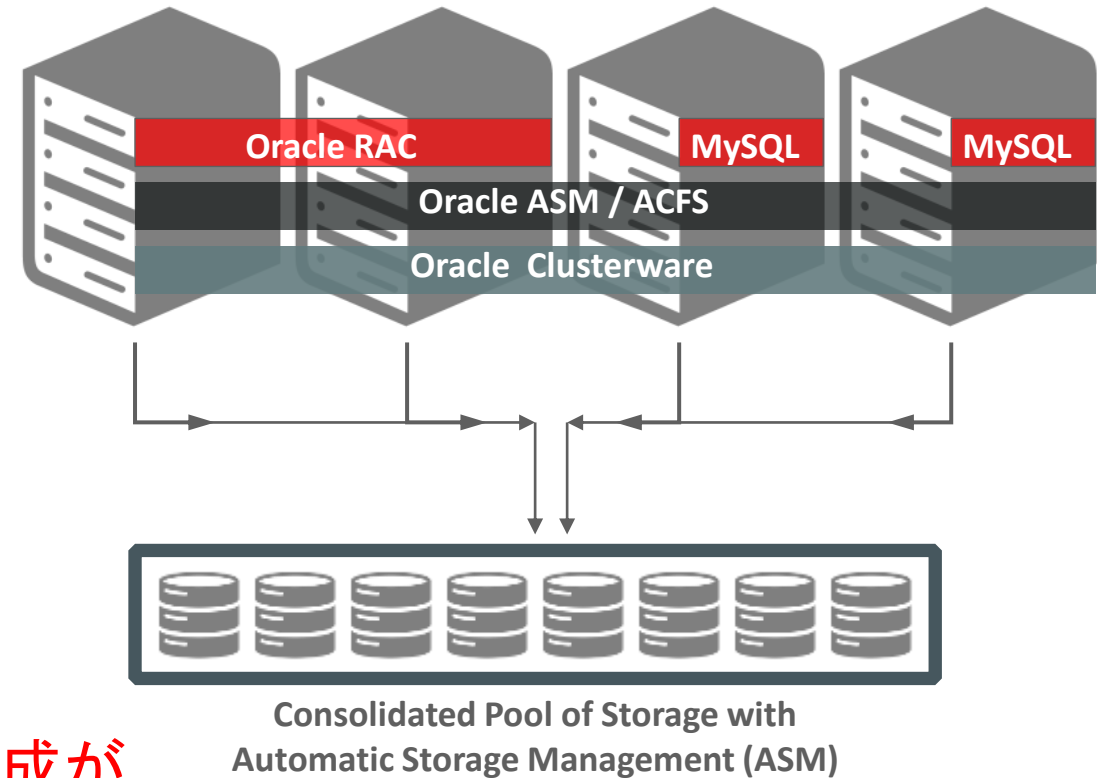 Oracle RAC
MySQL
MySQL
Oracle ASM / ACFS
Oracle Clusterware
Consolidated Pool of Storage with
Automatic Storage Management (ASM)
成が